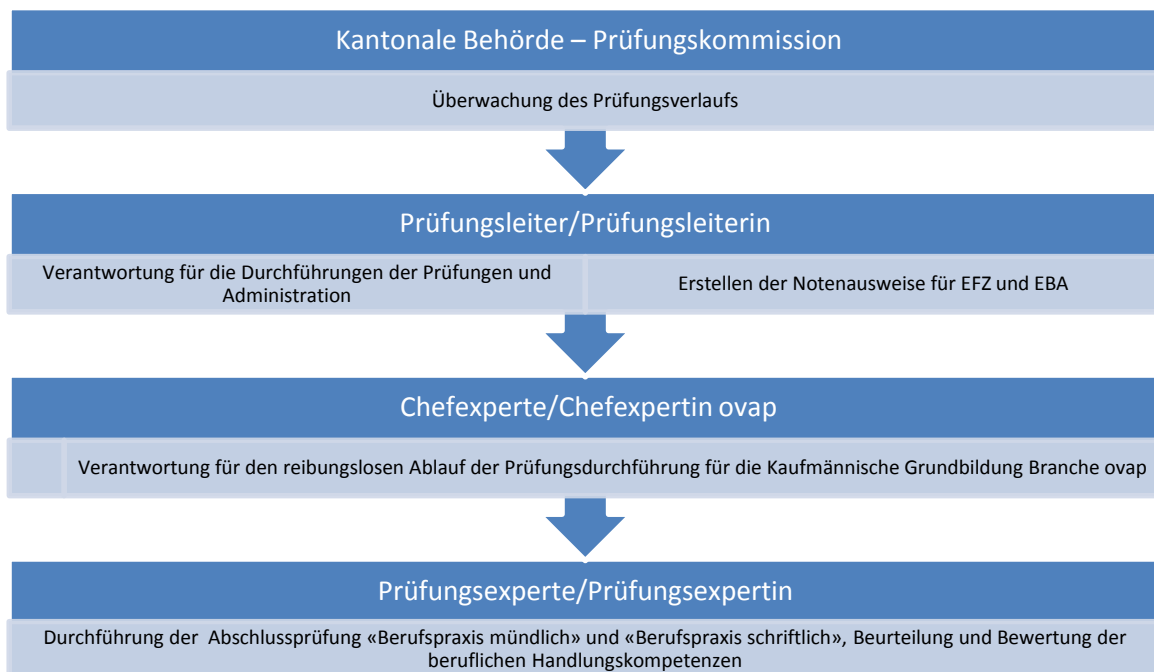 Kantonale Behörde – Prüfungskommission
Überwachung des Prüfungsverlaufs
Prüfungsleiter/Prüfungsleiterin
Verantwortung für die Durchführungen der Prüfungen und
Administration
Erstellen der Notenausweise für EFZ und EBA
Chefexperte/Chefexpertin ovap
Verantwortung für den reibungslosen Ablauf der Prüfungsdurchführung für die Kaufmännische Grundbildung Branche ovap
Prüfungsexperte/Prüfungsexpertin
Durchführung der Abschlussprüfung «Berufspraxis mündlich» und «Berufspraxis schriftlich», Beurteilung und Bewertung der
beruflichen Handlungskompetenzen